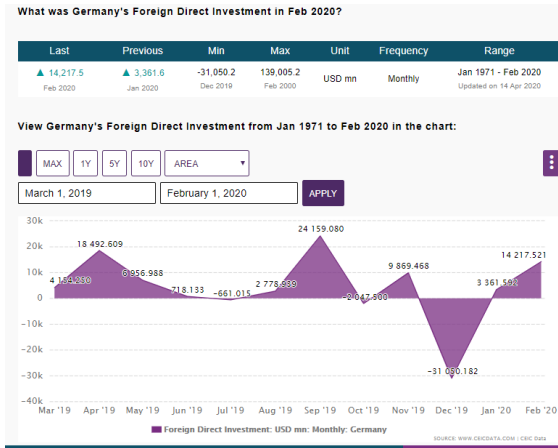 What was Germany's Foreign Direct Investment in Feb 2020?
Last Previous Min Max Unit Frequency Range
▲ 14,217.5 ▲ 3,361.6 -31,050.2 139,005.2 USD mn Monthly Jan 1971 - Feb 2020
Feb 2020 Jan 2020 Dec 2019 Feb 2000 Updated on 14 Apr 2020
View Germany's Foreign Direct Investment from Jan 1971 to Feb 2020 in the chart:
MAX 1Y 5Y 10Y AREA
March 1, 2019 February 1, 2020 APPLY
30k
24 159.080
20k
18 492.609
14 217.521
10k
9 869.468
6 956.988
3 361.592
718.133
0
-661.015
-2 047.500
-10k
-20k
-30k
-31 050.182
-40k
Mar '19 Apr '19 May '19 Jun '19 Jul '19 Aug '19 Sep '19 Oct '19 Nov '19 Dec '19 Jan '20 Feb '20
Foreign Direct Investment: USD mn: Monthly: Germany
SOURCE: WWW.CEICDATA.COM | CEIC Data